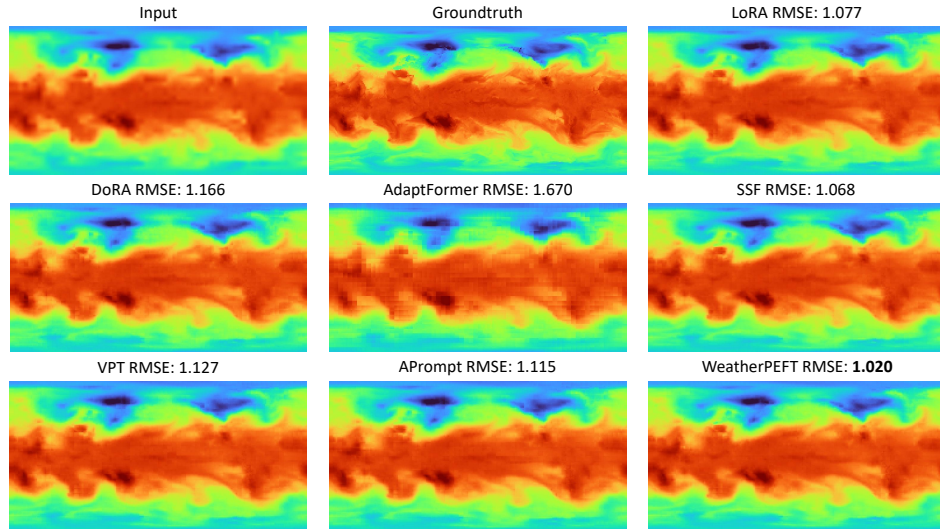 Input
Groundtruth
LoRA RMSE: 1.077
DoRA RMSE: 1.166
AdaptFormer RMSE: 1.670
SSF RMSE: 1.068
VPT RMSE: 1.127
APrompt RMSE: 1.115
WeatherPEFT RMSE: 1.020